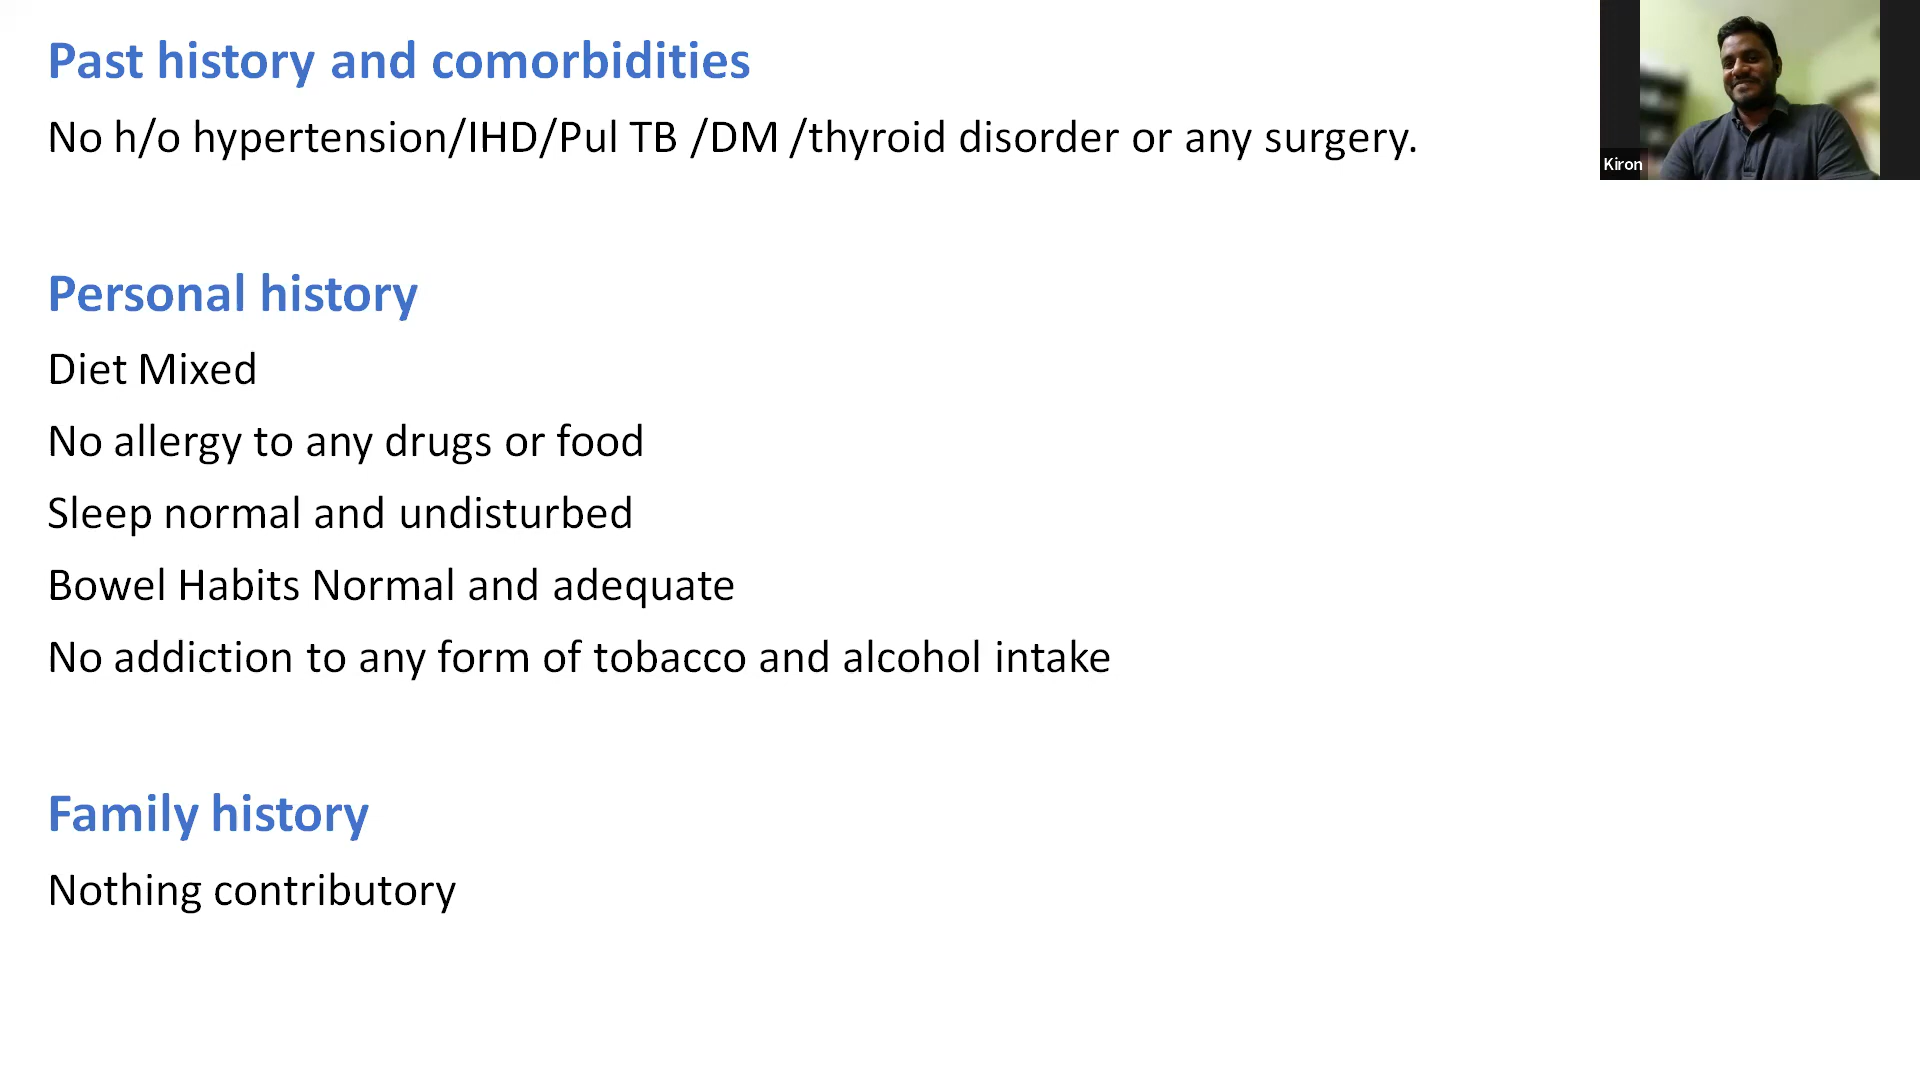 Past history and comorbidities
No h/o hypertension/IHD/Pul TB /DM /thyroid disorder or any surgery.
Kiron
Personal history
Diet Mixed
No allergy to any drugs or food
Sleep normal and undisturbed
Bowel Habits Normal and adequate
No addiction to any form of tobacco and alcohol intake
Family history
Nothing contributory